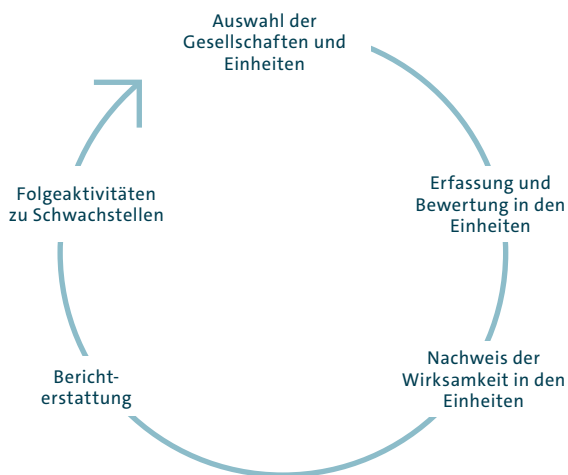 Auswahl der
Gesellschaften und
Einheiten
Erfassung und
Bewertung in den
Einheiten
Nachweis der
Wirksamkeit in den
Einheiten
Bericht-
erstattung
Folgeaktivitäten
zu Schwachstellen